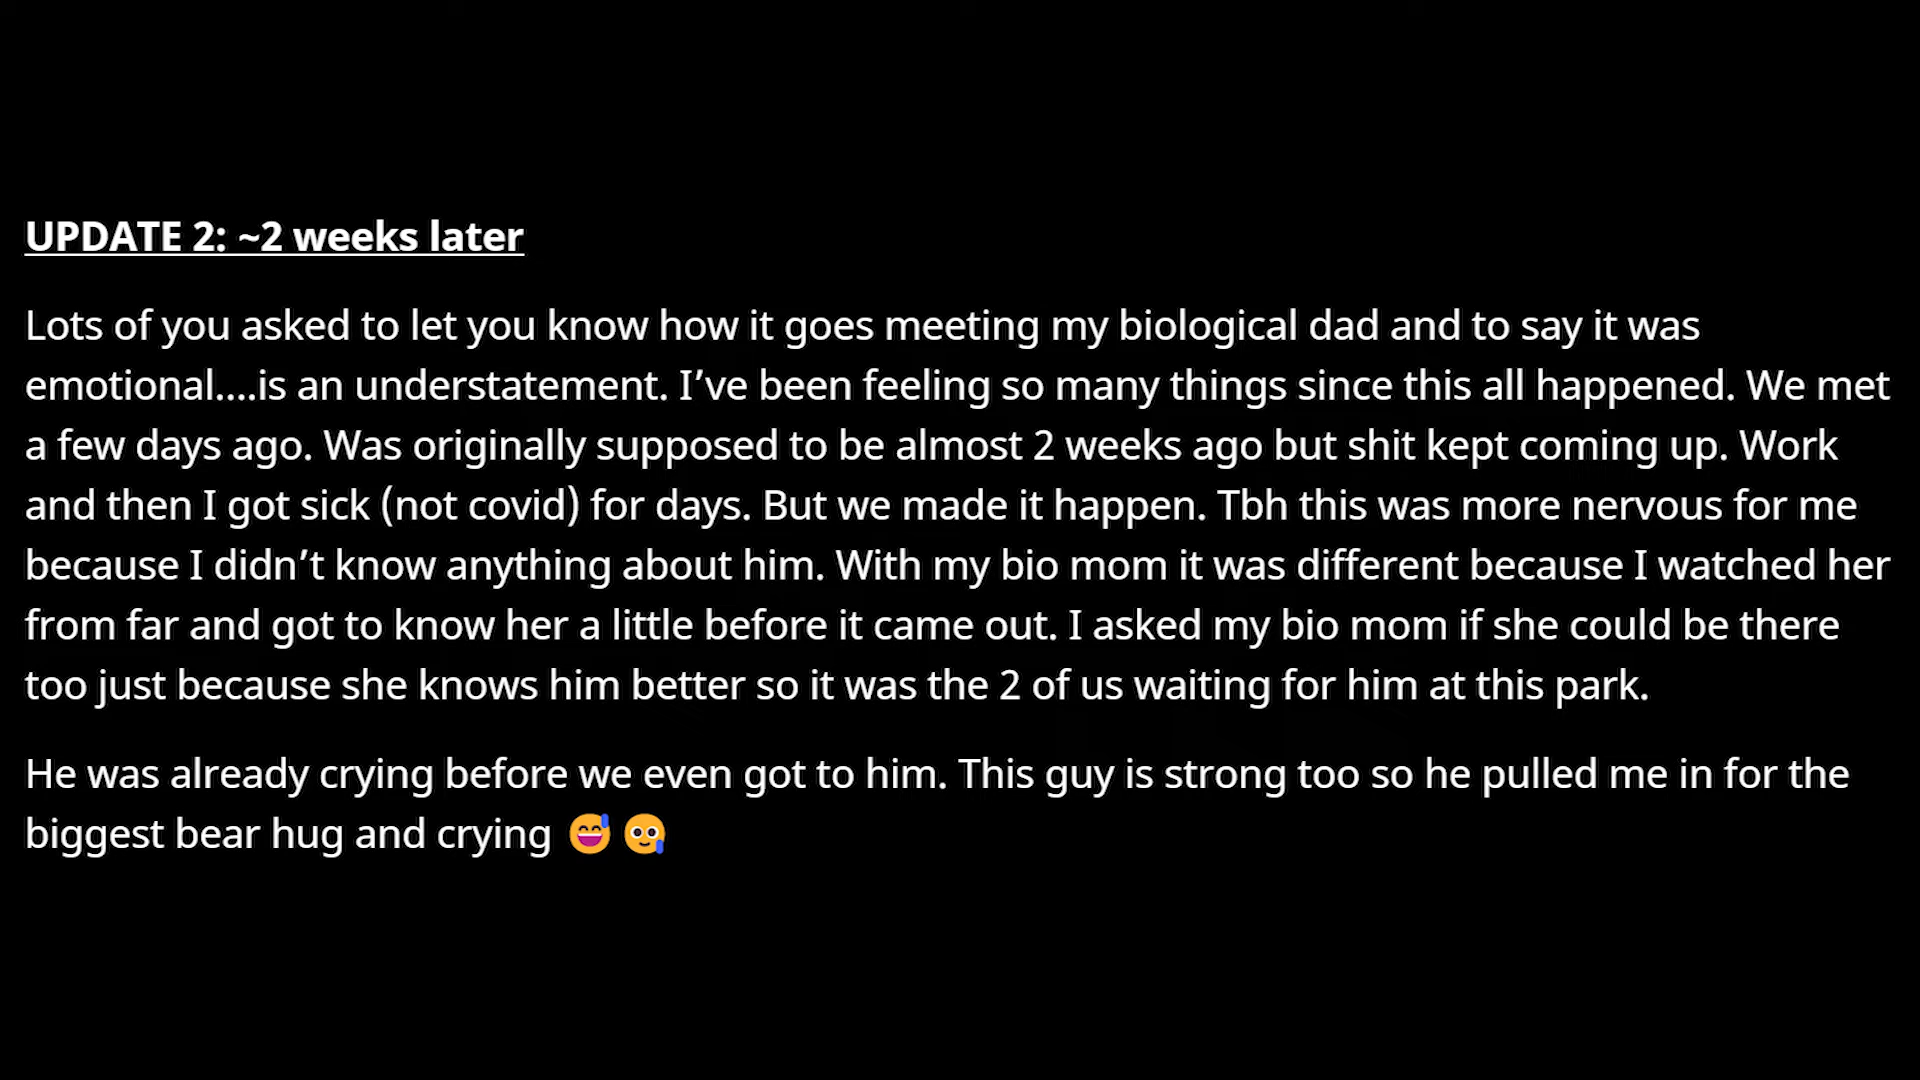 UPDATE 2: ~2 weeks later
Lots of you asked to let you know how it goes meeting my biological dad and to say it was
emotional....is an understatement. I’ve been feeling so many things since this all happened. We met
a few days ago. Was originally supposed to be almost 2 weeks ago but shit kept coming up. Work
and then I got sick (not covid) for days. But we made it happen. Tbh this was more nervous for me
because I didn’t know anything about him. With my bio mom it was different because I watched her
from far and got to know her a little before it came out. I asked my bio mom if she could be there
too just because she knows him better so it was the 2 of us waiting for him at this park.
He was already crying before we even got to him. This guy is strong too so he pulled me in for the
biggest bear hug and crying 😅 🥲